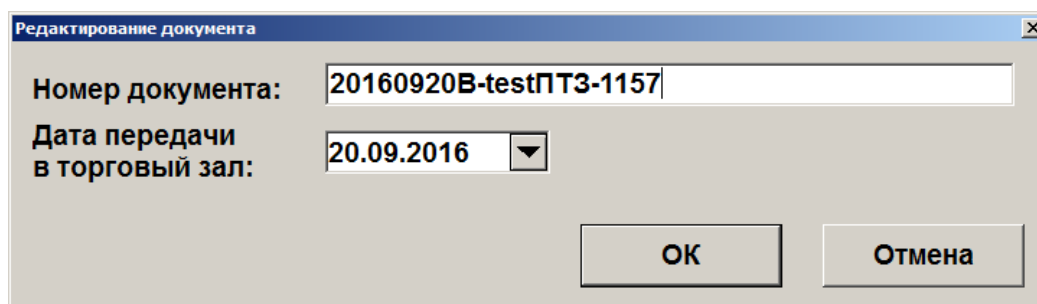 Редактирование документа
Номер документа:
20160920В-testПТЗ-1157
Дата передачи
в торговый зал:
20.09.2016
ОК
Отмена